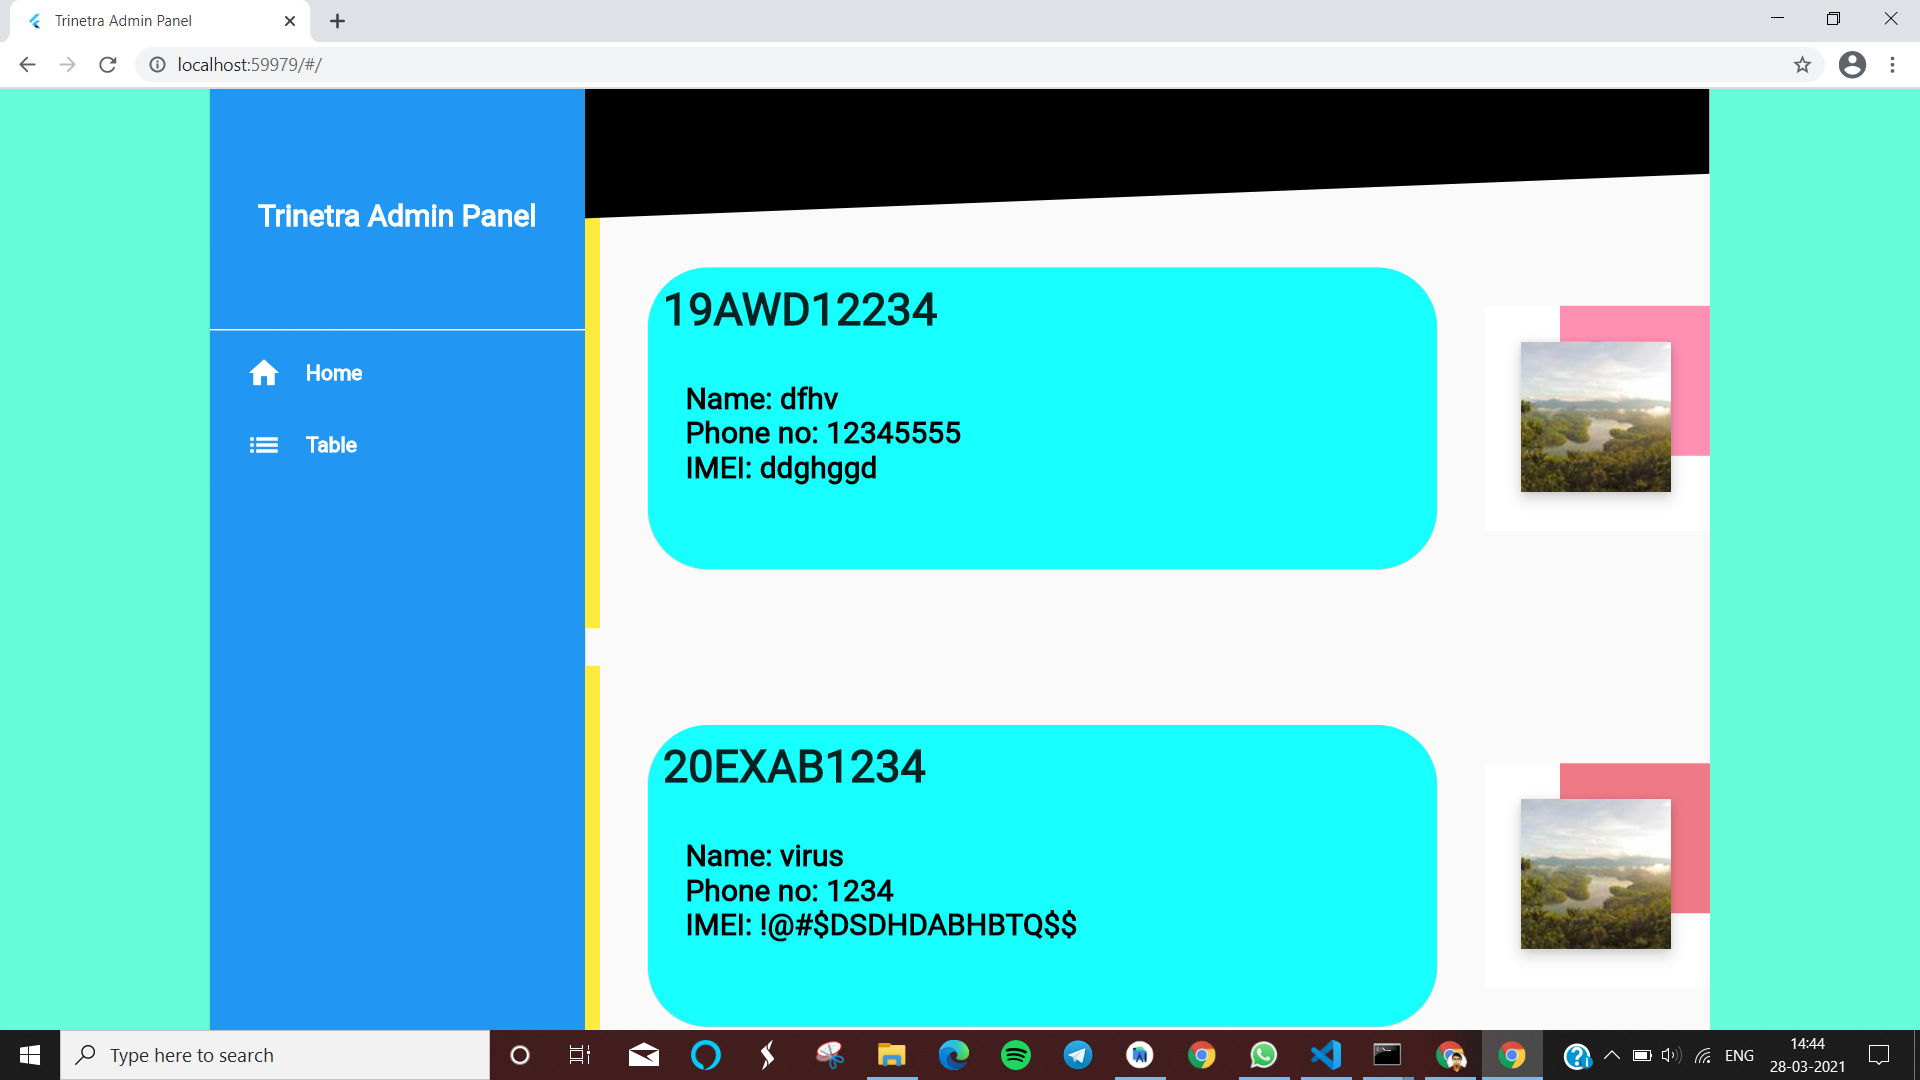 Trinetra Admin Panel
localhost:59979/#/
Trinetra Admin Panel
Home
Table
19AWD12234
Name: dfhv
Phone no: 12345555
IMEI: ddghggd
20EXAB1234
Name: virus
Phone no: 1234
IMEI: !@#$DSDHDABHBTQ$$
Type here to search
ENG
14:44
28-03-2021